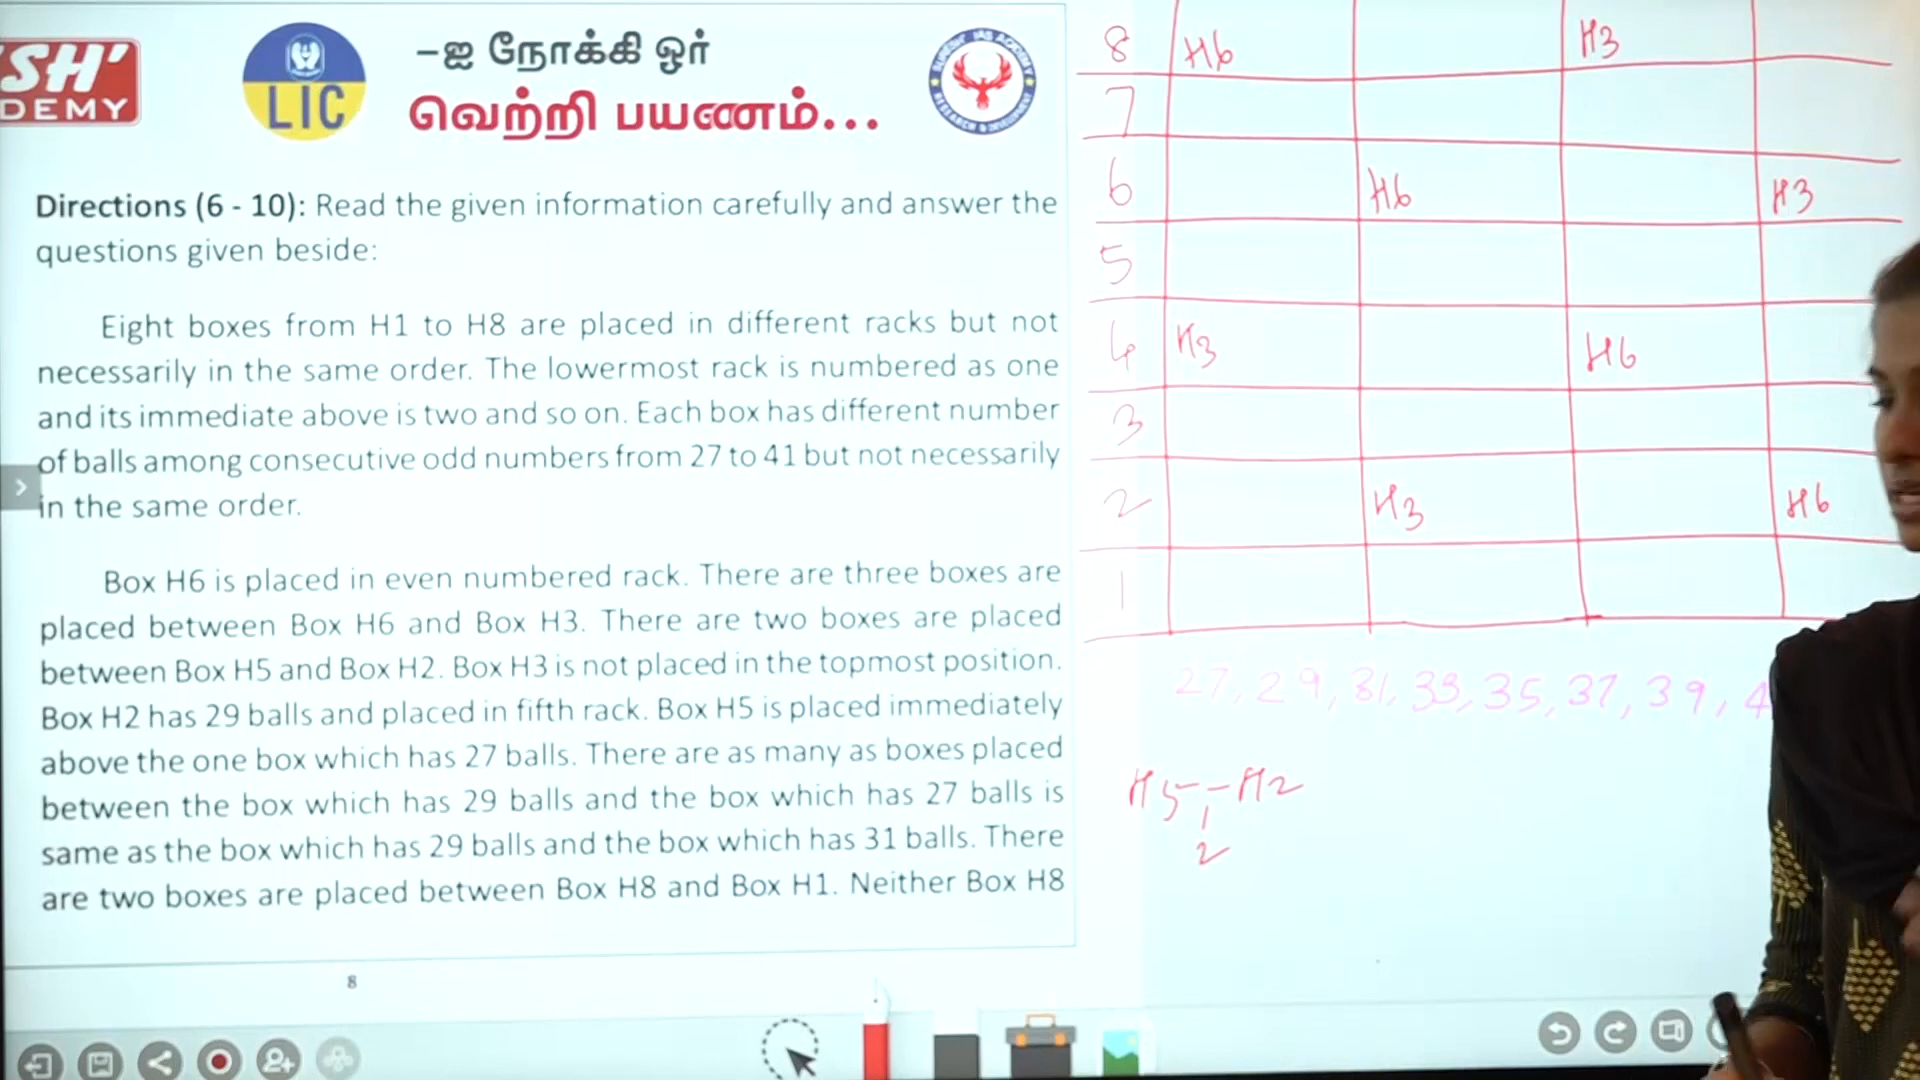 SH'
DEMY
LIC
–ஐ நோக்கி ஓர்
வெற்றி பயணம்...
SURESH' IAS ACADEMY
RESEARCH & DEVELOPMENT
Directions (6 - 10): Read the given information carefully and answer the
questions given beside:
Eight boxes from H1 to H8 are placed in different racks but not
necessarily in the same order. The lowermost rack is numbered as one
and its immediate above is two and so on. Each box has different number
of balls among consecutive odd numbers from 27 to 41 but not necessarily
in the same order.
Box H6 is placed in even numbered rack. There are three boxes are
placed between Box H6 and Box H3. There are two boxes are placed
between Box H5 and Box H2. Box H3 is not placed in the topmost position.
Box H2 has 29 balls and placed in fifth rack. Box H5 is placed immediately
above the one box which has 27 balls. There are as many as boxes placed
between the box which has 29 balls and the box which has 27 balls is
same as the box which has 29 balls and the box which has 31 balls. There
are two boxes are placed between Box H8 and Box H1. Neither Box H8
8
8 H6 H3
7
6 H6 H3
5
4 H3 H6
3
2 H3 H6
1
27, 29, 31, 33, 35, 37, 39, 4
H5 - - H2
2